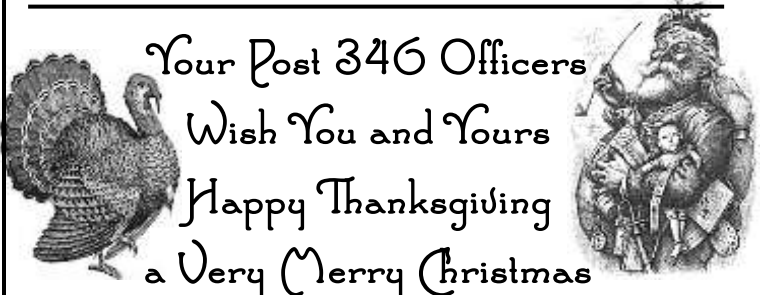 Your Post 346 Officers
Wish You and Yours
Happy Thanksgiving
a Very Merry Christmas